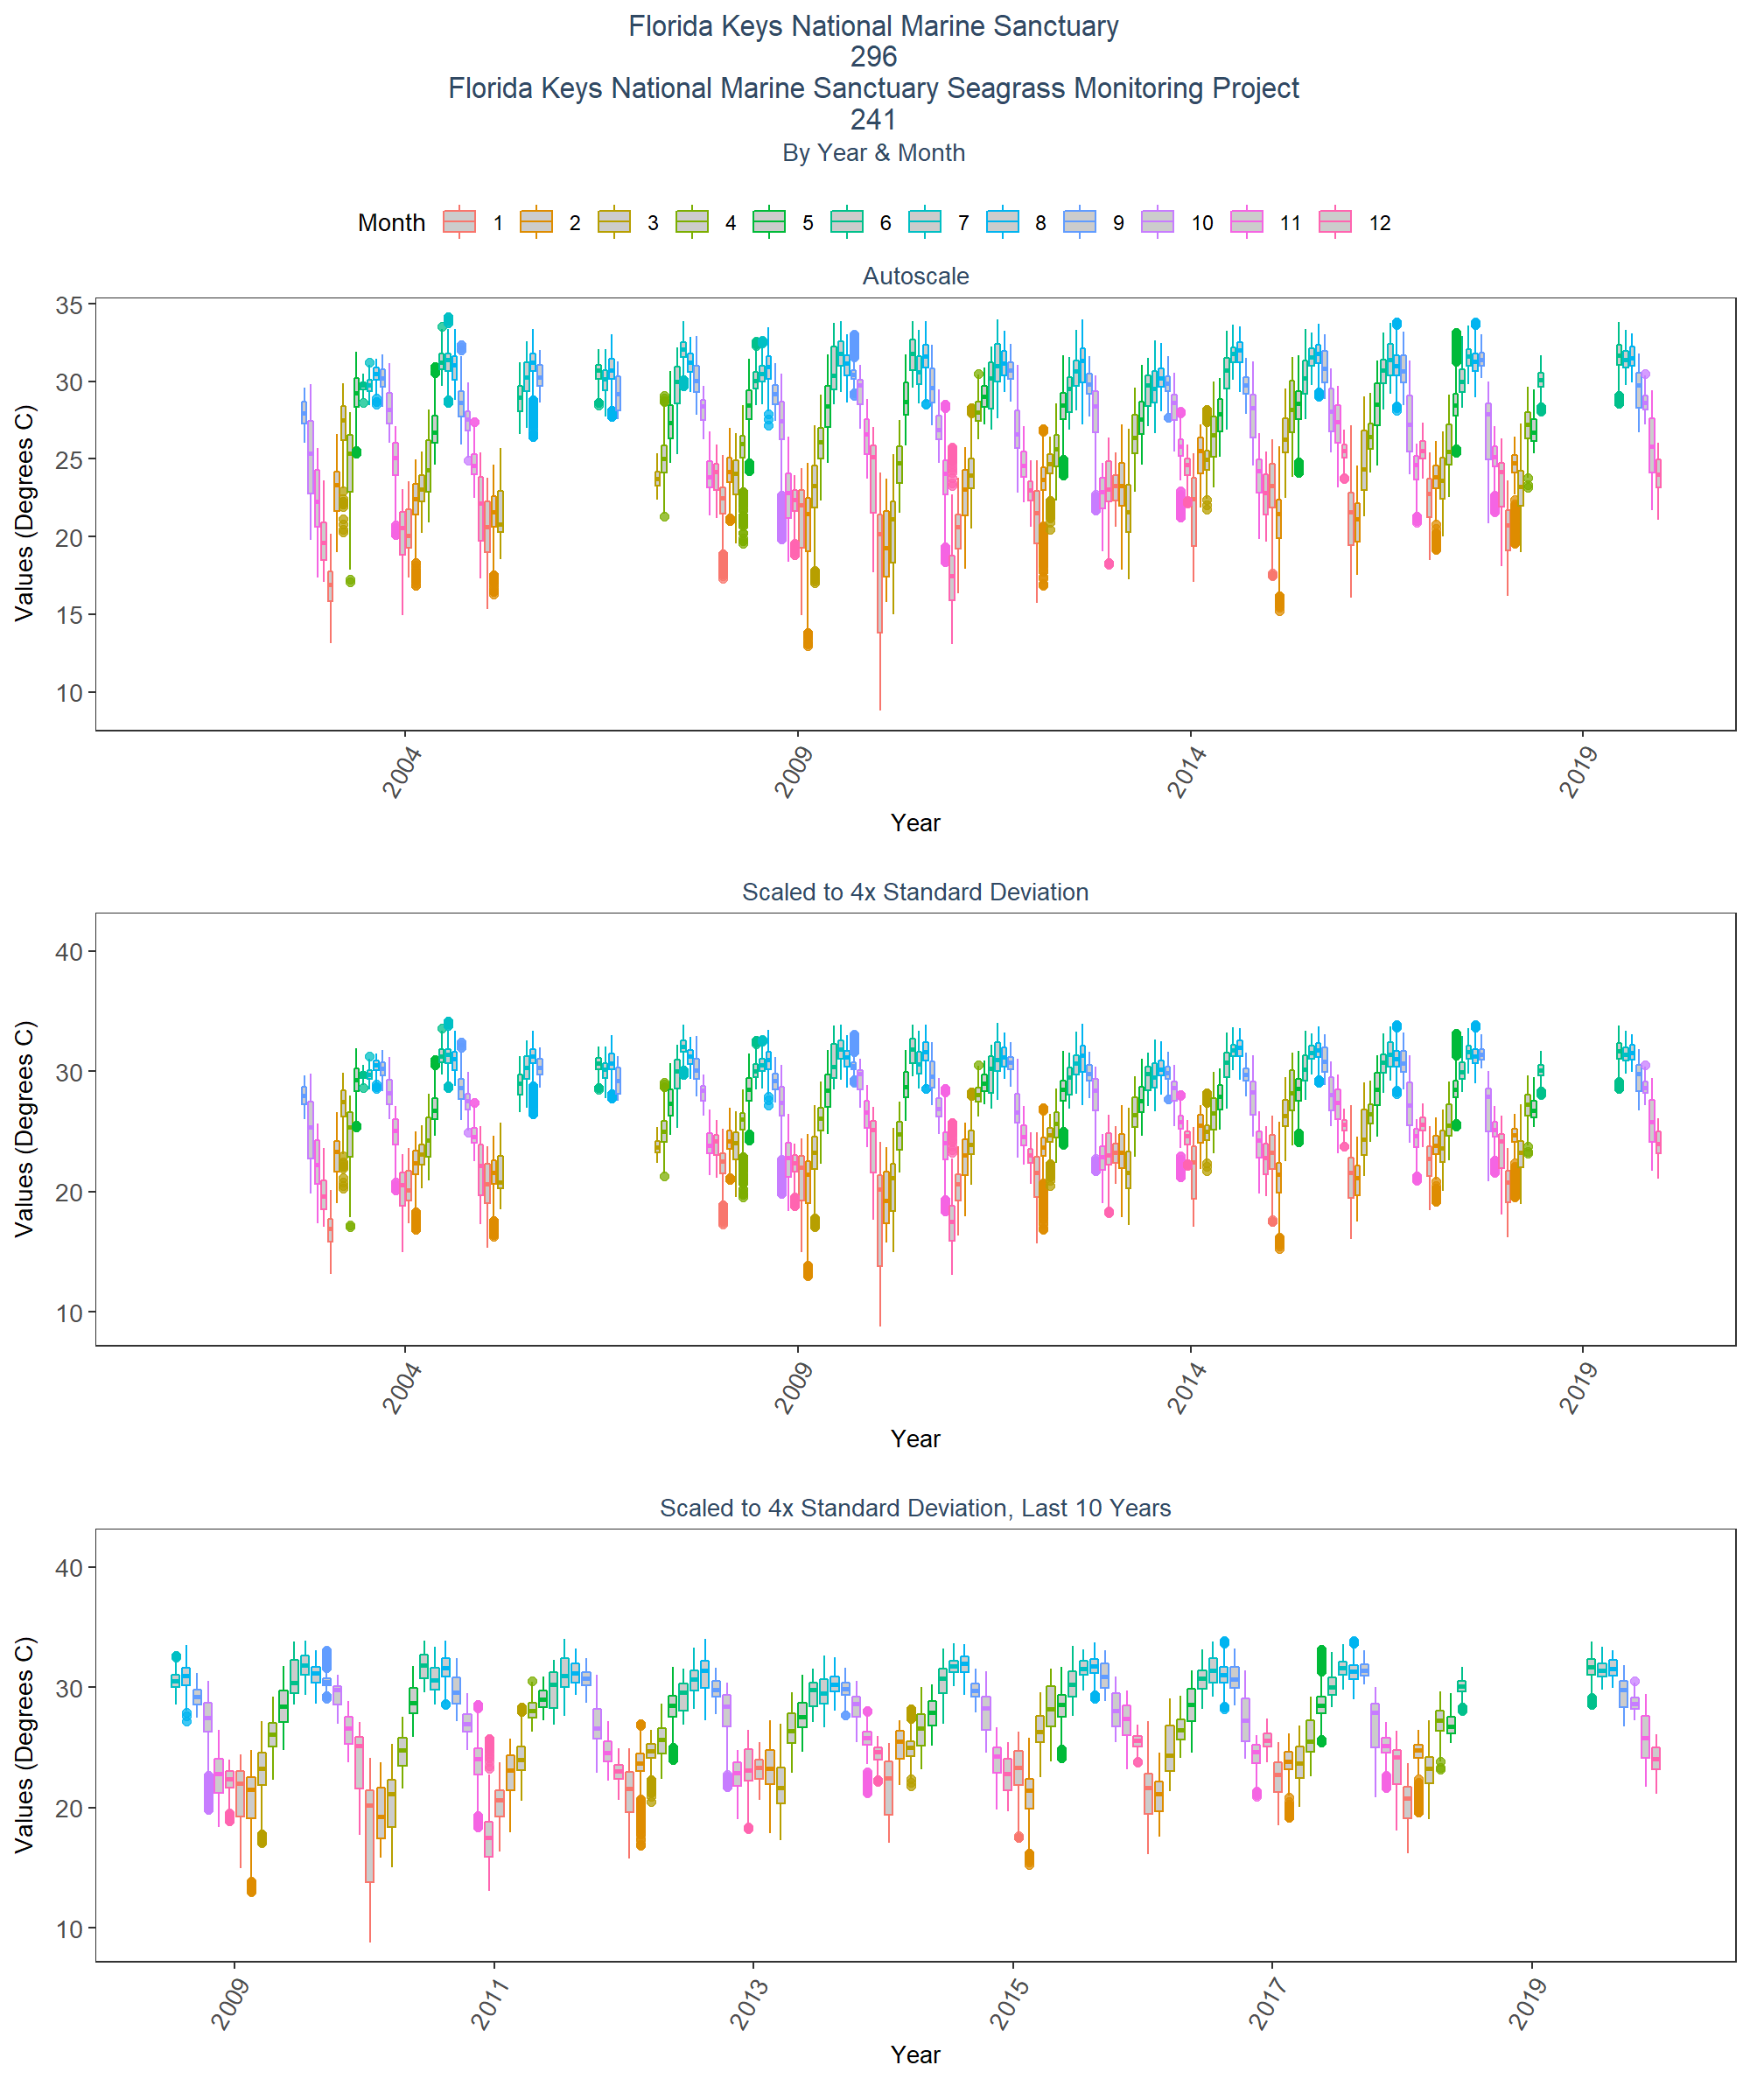 Florida Keys National Marine Sanctuary
296
Florida Keys National Marine Sanctuary Seagrass Monitoring Project
241
By Year & Month
Month 1 2 3 4 5 6 7 8 9 10 11 12
Autoscale
Values (Degrees C)
35
30
25
20
15
10
2004 2009 2014 2019
Year
Scaled to 4x Standard Deviation
Values (Degrees C)
40
30
20
10
2004 2009 2014 2019
Year
Scaled to 4x Standard Deviation, Last 10 Years
Values (Degrees C)
40
30
20
10
2009 2011 2013 2015 2017 2019
Year